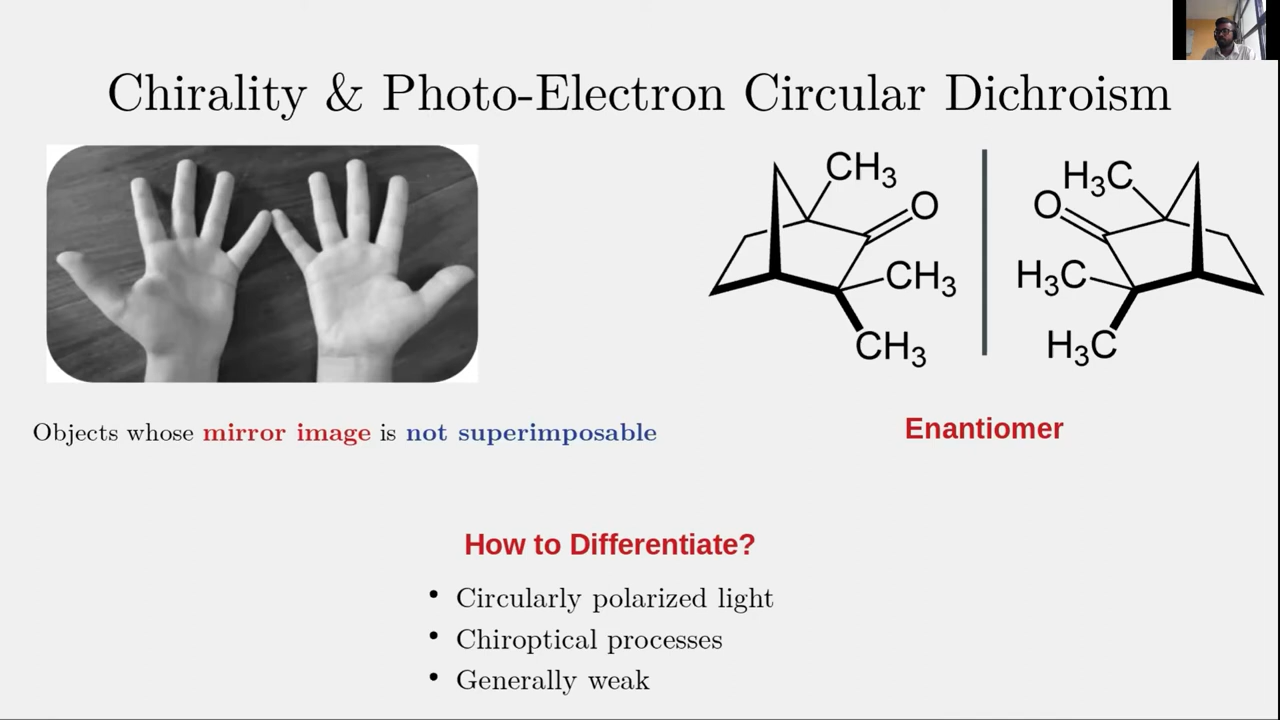 Chirality & Photo-Electron Circular Dichroism
CH3
O
CH3
CH3
H3C
O
H3C
H3C
Objects whose mirror image is not superimposable
Enantiomer
How to Differentiate?
• Circularly polarized light
• Chiroptical processes
• Generally weak